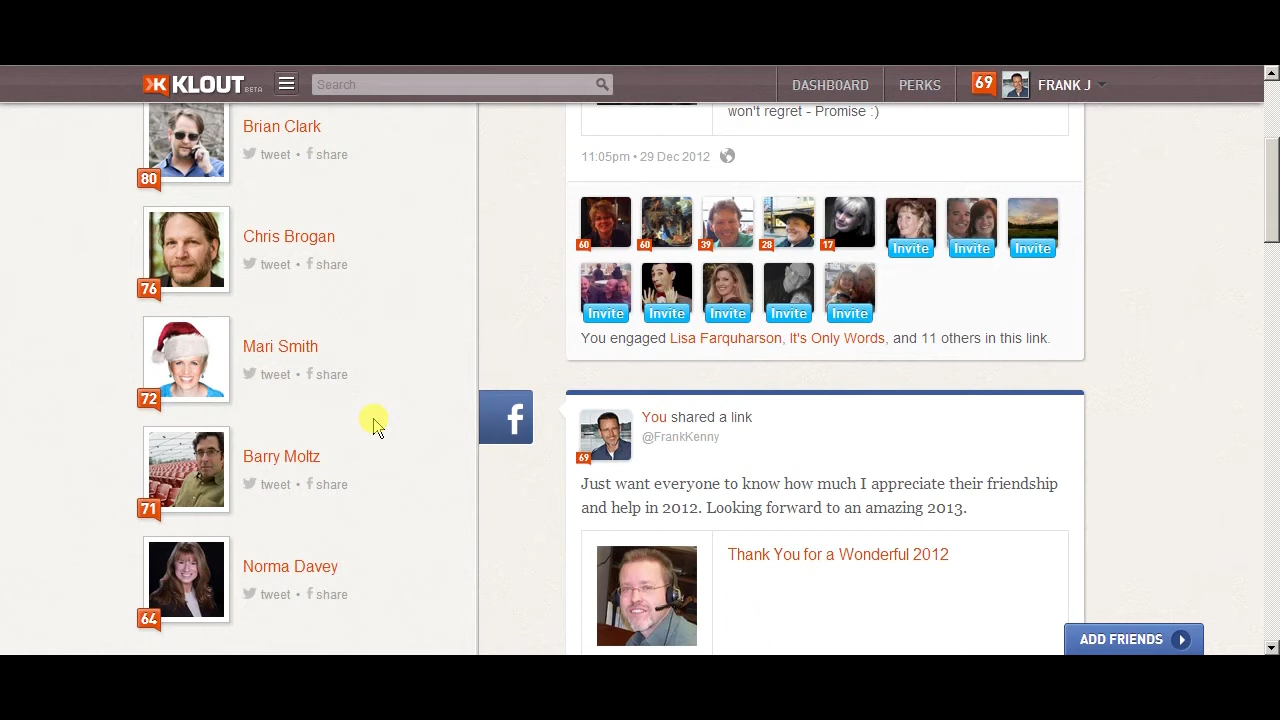 KLOUT BETA
Search
DASHBOARD
PERKS
69
FRANK J
Brian Clark
tweet • share
80
Chris Brogan
tweet • share
76
Mari Smith
tweet • share
72
Barry Moltz
tweet • share
71
Norma Davey
tweet • share
64
won't regret - Promise :)
11:05pm • 29 Dec 2012
60 60 39 28 17 Invite Invite Invite
Invite Invite Invite Invite Invite
You engaged Lisa Farquharson, It's Only Words, and 11 others in this link.
f
You shared a link
@FrankKenny
69
Just want everyone to know how much I appreciate their friendship
and help in 2012. Looking forward to an amazing 2013.
Thank You for a Wonderful 2012
ADD FRIENDS